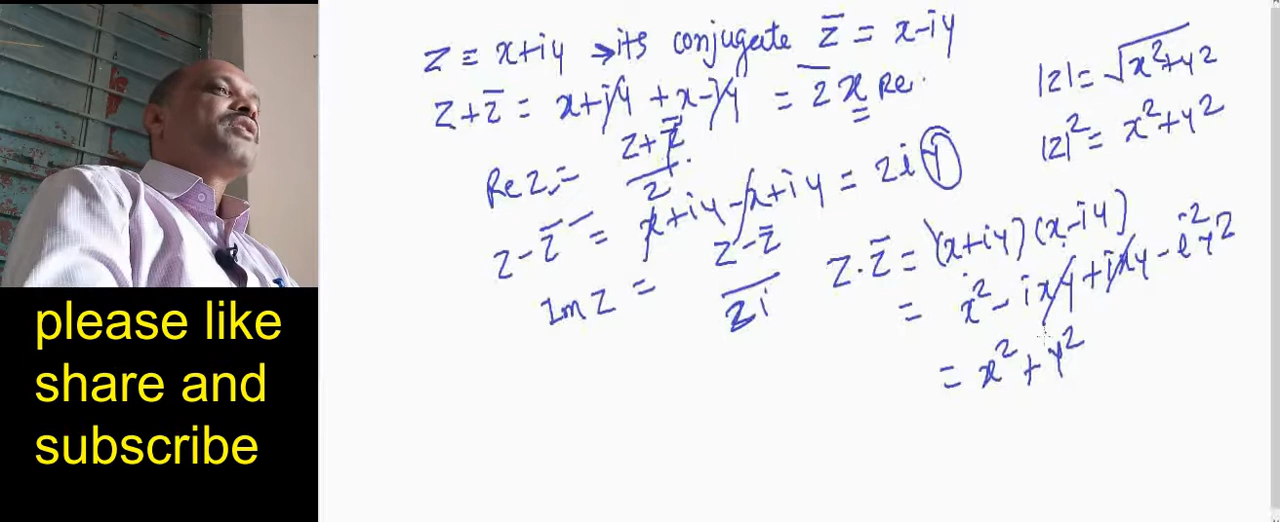 z = x+iy → its conjugate z̄ = x-iy
z+z̄ = x+iy + x-iy = 2x Re.
Re z = z+z̄ / 2
z-z̄ = x+iy-x+iy = 2iy
Im z = z-z̄ / 2i
|z| = √x²+y²
|z|² = x²+y²
z·z̄ = (x+iy)(x-iy)
= x² - ixy + ixy - i²y²
= x²+y²
please like
share and
subscribe